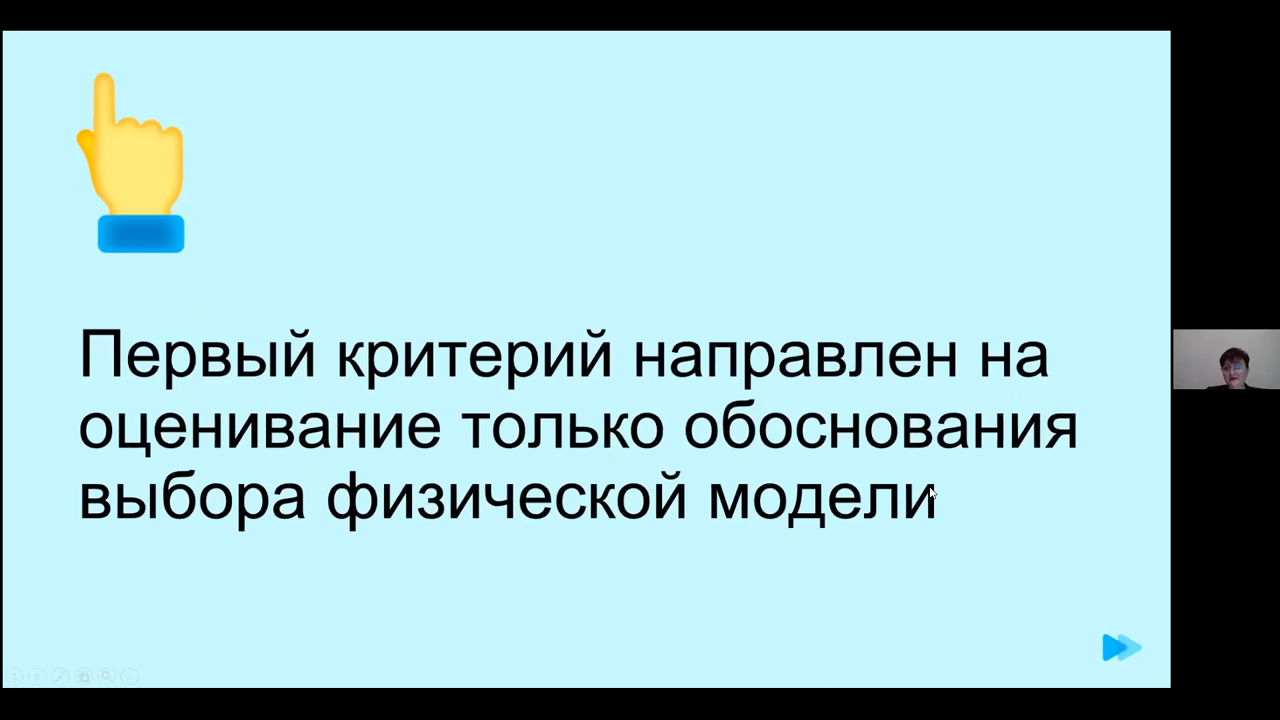 Первый критерий направлен на
оценивание только обоснования
выбора физической модели